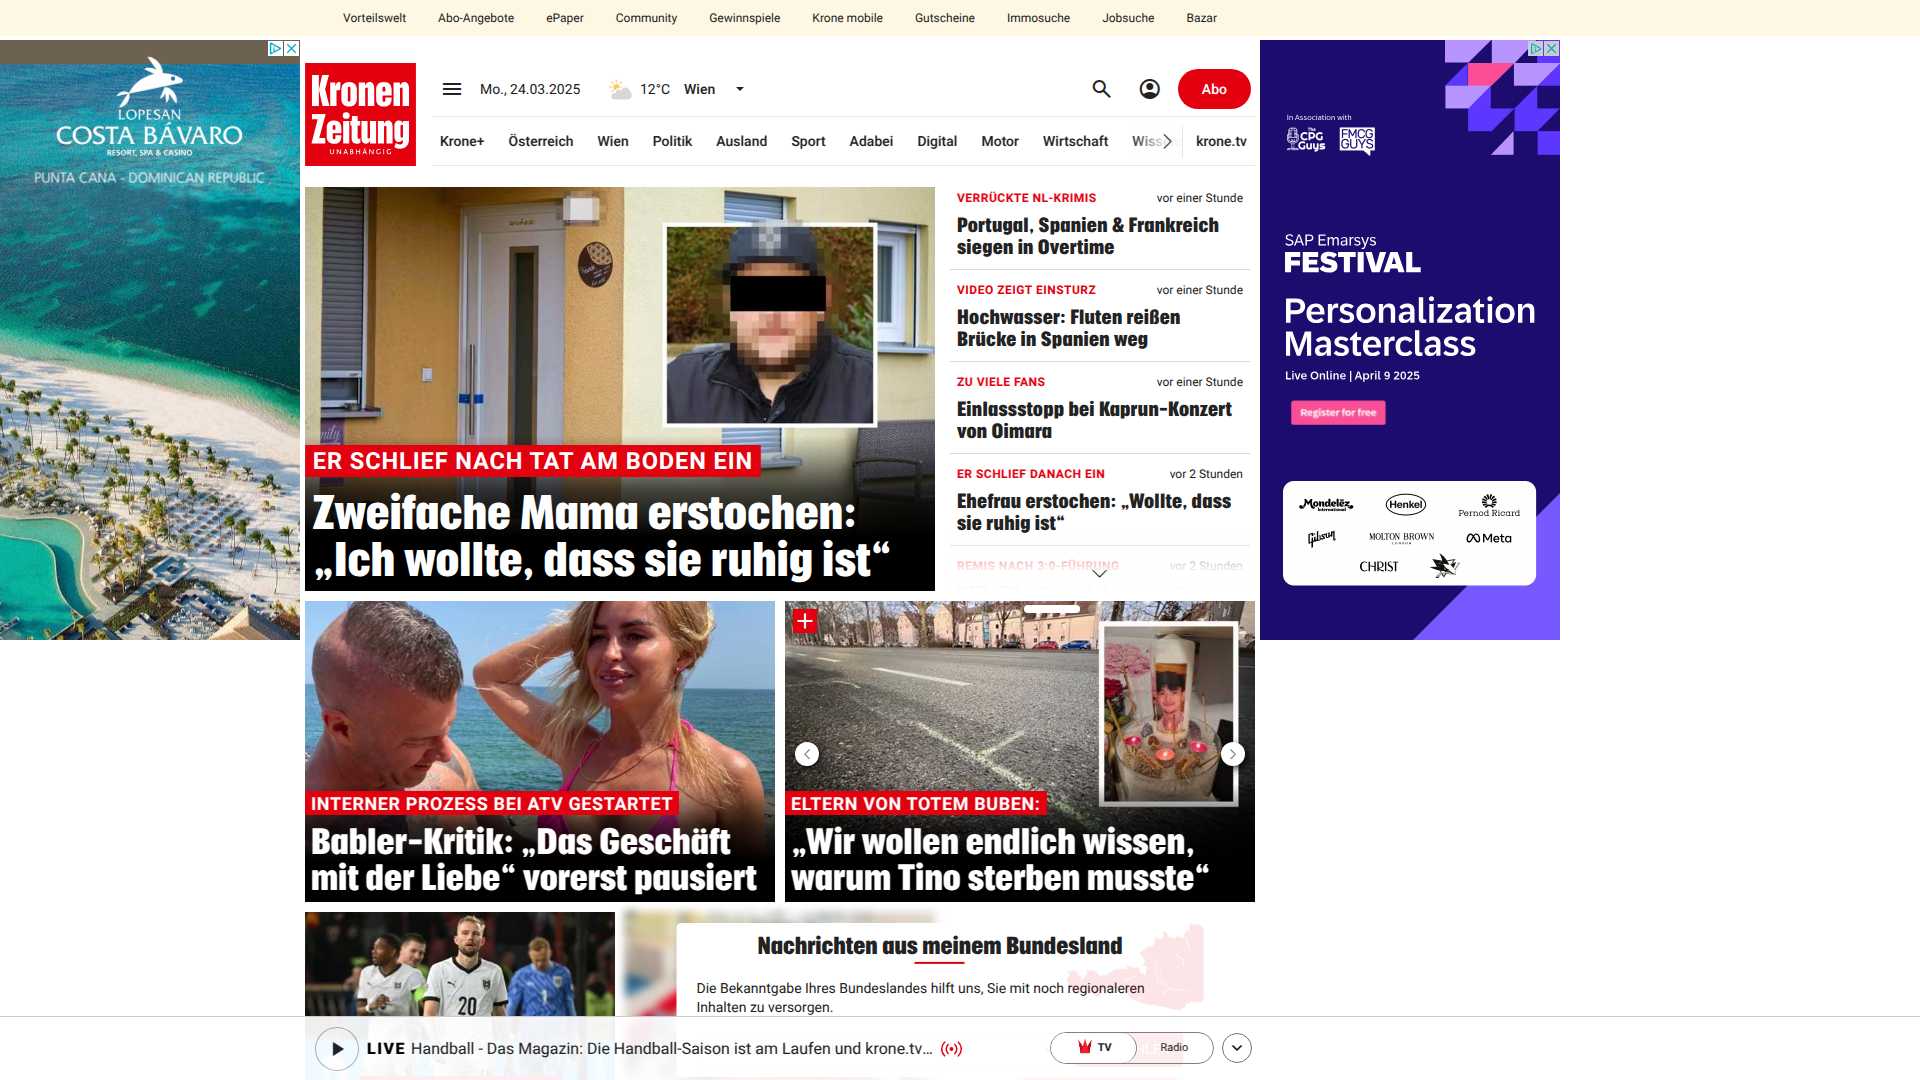 Vorteilswelt Abo-Angebote ePaper Community Gewinnspiele Krone mobile Gutscheine Immosuche Jobsuche Bazar
LOPESAN
COSTA BÁVARO
RESORT, SPA & CASINO
PUNTA CANA - DOMINICAN REPUBLIC
Kronen
Zeitung
UNABHÄNGIG
Mo., 24.03.2025 12°C Wien
Abo
Krone+ Österreich Wien Politik Ausland Sport Adabei Digital Motor Wirtschaft Wiss krone.tv
ER SCHLIEF NACH TAT AM BODEN EIN
Zweifache Mama erstochen:
„Ich wollte, dass sie ruhig ist“
VERRÜCKTE NL-KRIMIS vor einer Stunde
Portugal, Spanien & Frankreich
siegen in Overtime
VIDEO ZEIGT EINSTURZ vor einer Stunde
Hochwasser: Fluten reißen
Brücke in Spanien weg
ZU VIELE FANS vor einer Stunde
Einlassstopp bei Kaprun-Konzert
von Oimara
ER SCHLIEF DANACH EIN vor 2 Stunden
Ehefrau erstochen: „Wollte, dass
sie ruhig ist“
REMIS NACH 3:0-FÜHRUNG vor 2 Stunden
In Association with
The CPG Guys
FMCG GUYS
SAP Emarsys
FESTIVAL
Personalization
Masterclass
Live Online | April 9 2025
Register for free
Mondelēz International Henkel Pernod Ricard
Gibson MOLTON BROWN LONDON Meta
CHRIST
INTERNER PROZESS BEI ATV GESTARTET
Babler-Kritik: „Das Geschäft
mit der Liebe“ vorerst pausiert
ELTERN VON TOTEM BUBEN:
„Wir wollen endlich wissen,
warum Tino sterben musste“
20
1
Nachrichten aus meinem Bundesland
Die Bekanntgabe Ihres Bundeslandes hilft uns, Sie mit noch regionaleren
Inhalten zu versorgen.
LIVE Handball - Das Magazin: Die Handball-Saison ist am Laufen und krone.tv...
TV Radio